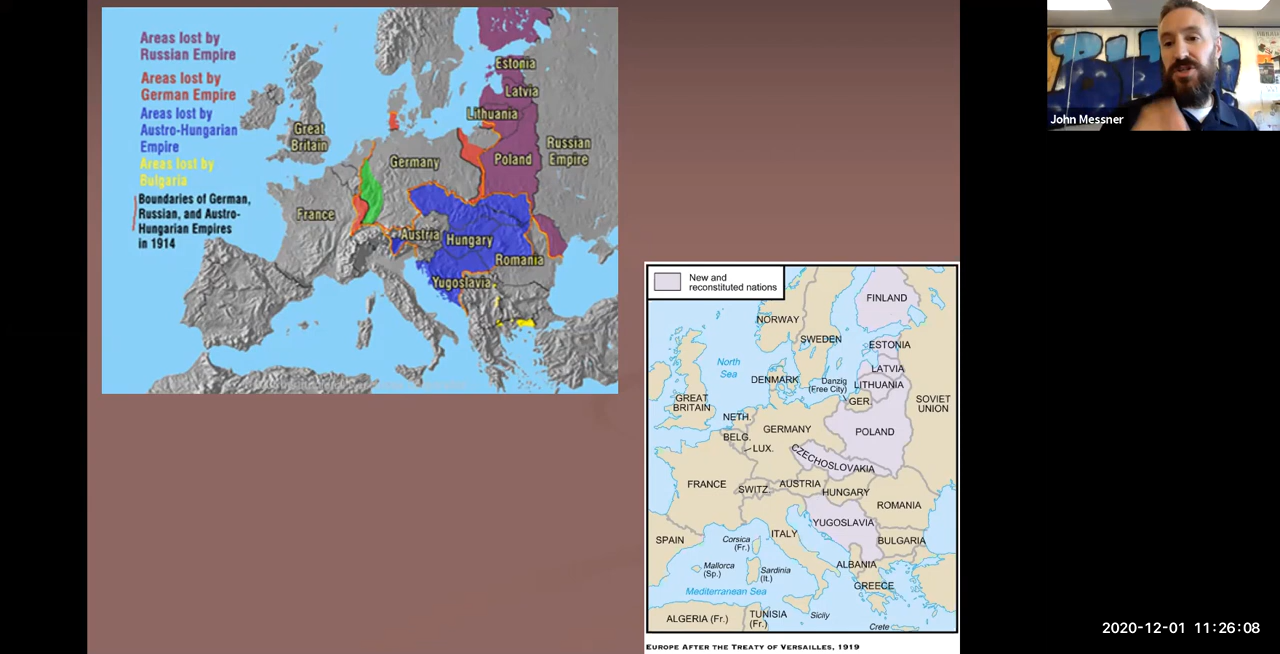 Areas lost by
Russian Empire
Areas lost by
German Empire
Areas lost by
Austro-Hungarian
Empire
Areas lost by
Bulgaria
Boundaries of German,
Russian, and Austro-
Hungarian Empires
in 1914
Estonia
Latvia
Lithuania
Great
Britain
Russian
Empire
Germany
Poland
France
Austria
Hungary
Romania
Yugoslavia
John Messner
New and
reconstituted nations
FINLAND
NORWAY
SWEDEN
ESTONIA
North
Sea
LATVIA
DENMARK
Danzig
(Free City)
LITHUANIA
GER.
SOVIET
UNION
GREAT
BRITAIN
NETH.
GERMANY
POLAND
BELG.
LUX.
CZECHOSLOVAKIA
FRANCE
SWITZ.
AUSTRIA
HUNGARY
ROMANIA
YUGOSLAVIA
SPAIN
Corsica
(Fr.)
ITALY
BULGARIA
Mallorca
(Sp.)
Sardinia
(It.)
ALBANIA
GREECE
Mediterranean Sea
ALGERIA (Fr.)
TUNISIA
(Fr.)
Sicily
Crete
EUROPE AFTER THE TREATY OF VERSAILLES, 1919
2020-12-01 11:26:08